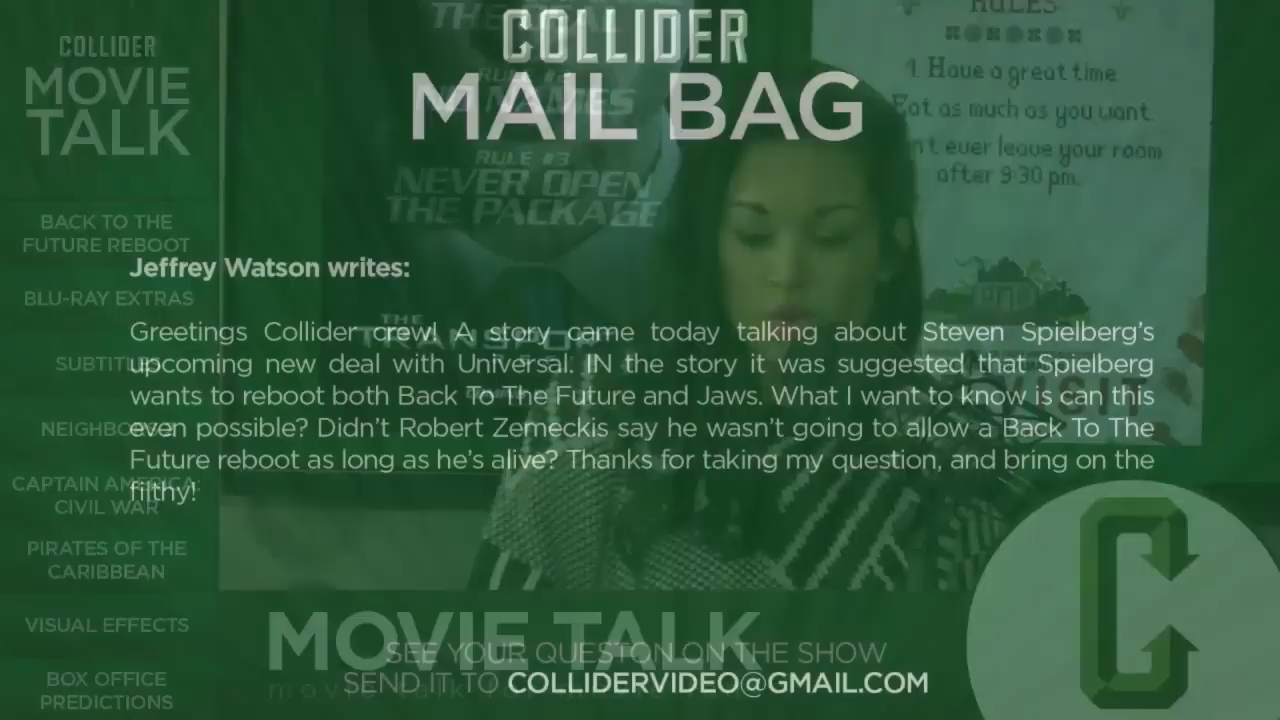 COLLIDER
MAIL BAG
COLLIDER
MOVIE
TALK
BACK TO THE
FUTURE REBOOT
BLU-RAY EXTRAS
SUBTITLES
CAPTAIN AMERICA:
CIVIL WAR
PIRATES OF THE
CARIBBEAN
VISUAL EFFECTS
BOX OFFICE
PREDICTIONS
RULE #3
NEVER OPEN
THE PACKAGE
THE
RULES
1. Have a great time
Eat as much as you want.
ever leave your room
after 9:30 pm.
VISIT
Jeffrey Watson writes:
Greetings Collider crew! A story came today talking about Steven Spielberg's
upcoming new deal with Universal. IN the story it was suggested that Spielberg
wants to reboot both Back To The Future and Jaws. What I want to know is can this
even possible? Didn't Robert Zemeckis say he wasn't going to allow a Back To The
Future reboot as long as he's alive? Thanks for taking my question, and bring on the
filthy!
MOVIE TALK
SEE YOUR QUESTON ON THE SHOW
SEND IT TO COLLIDERVIDEO@GMAIL.COM